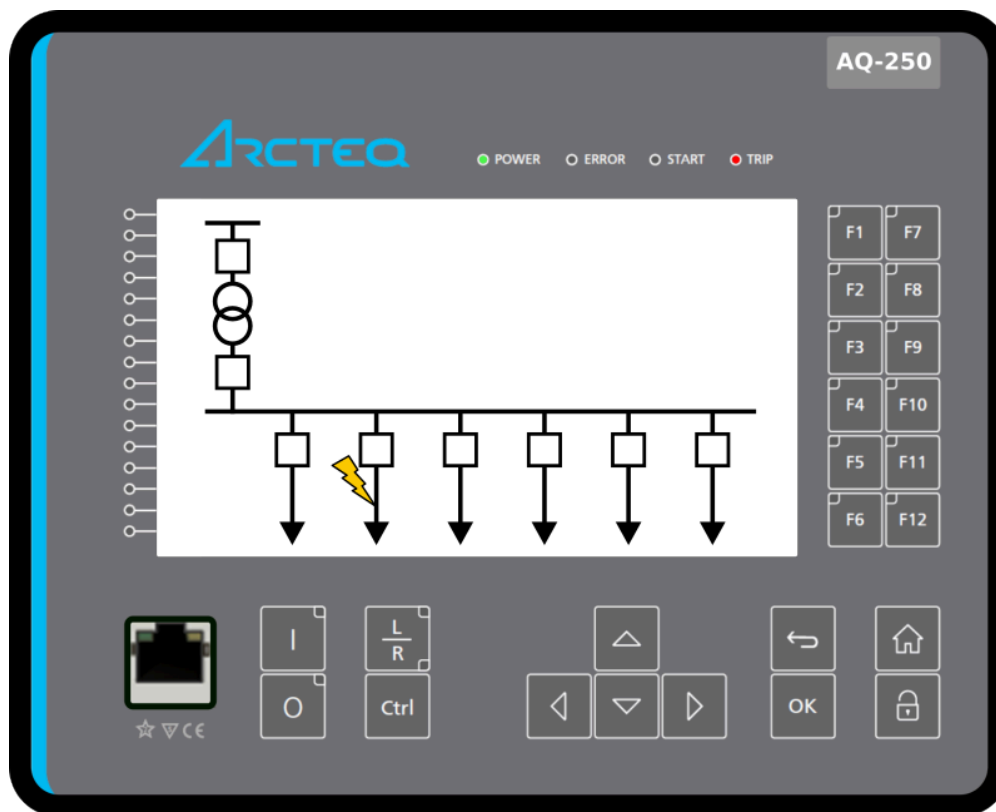 AQ-250
ARCTEQ
POWER ERROR START TRIP
F1 F7
F2 F8
F3 F9
F4 F10
F5 F11
F6 F12
I L/R
O Ctrl OK
CE